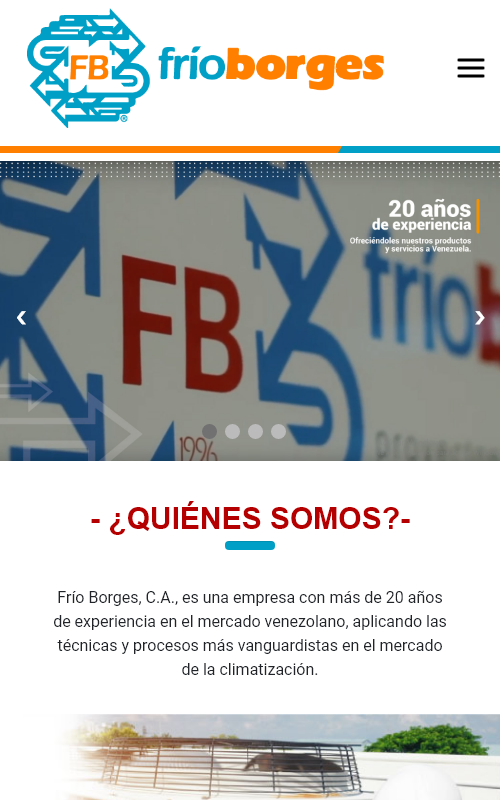 FB
fríoborges
®
20 años
de experiencia
Ofreciéndoles nuestros productos
y servicios a Venezuela.
FB
frío
1996
- ¿QUIÉNES SOMOS?-
Frío Borges, C.A., es una empresa con más de 20 años
de experiencia en el mercado venezolano, aplicando las
técnicas y procesos más vanguardistas en el mercado
de la climatización.